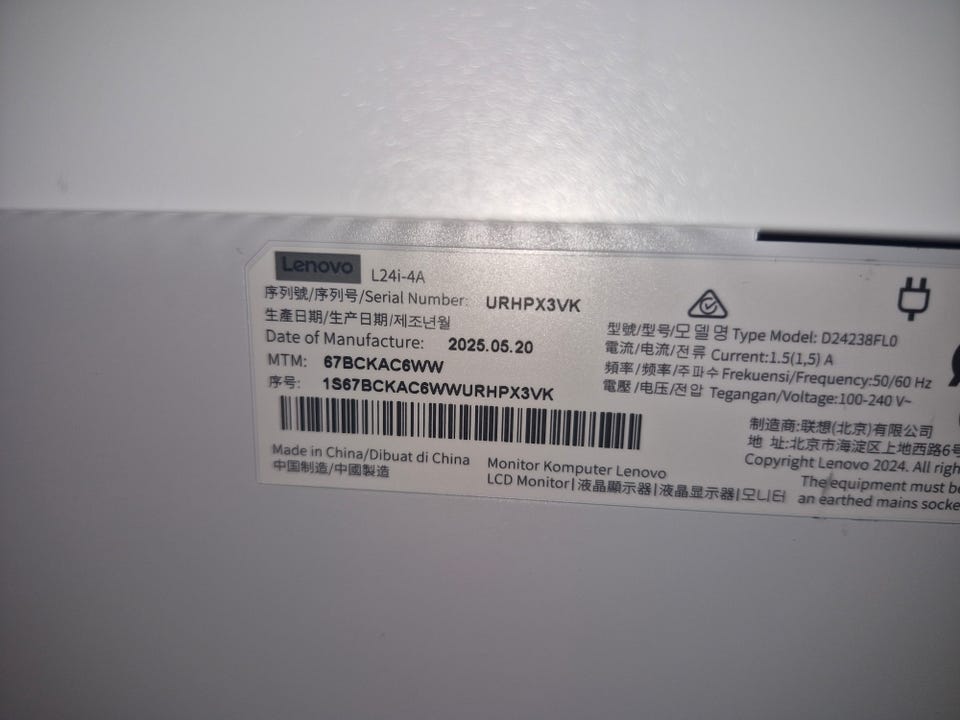 Lenovo L24i-4A
序列號/序列号/Serial Number: URHPX3VK
生產日期/生产日期/제조년월
Date of Manufacture: 2025.05.20
MTM: 67BCKAC6WW
序号: 1S67BCKAC6WWURHPX3VK
Made in China/Dibuat di China
中国制造/中國製造
Monitor Komputer Lenovo
LCD Monitor|液晶顯示器|液晶显示器|모니터
型號/型号/모델명 Type Model: D24238FL0
電流/电流/전류 Current:1.5(1,5) A
頻率/频率/주파수 Frekuensi/Frequency:50/60 Hz
電壓/电压/전압 Tegangan/Voltage:100-240 V~
制造商:联想(北京)有限公司
地 址:北京市海淀区上地西路6号
Copyright Lenovo 2024. All
The equipment must
an earthed mains